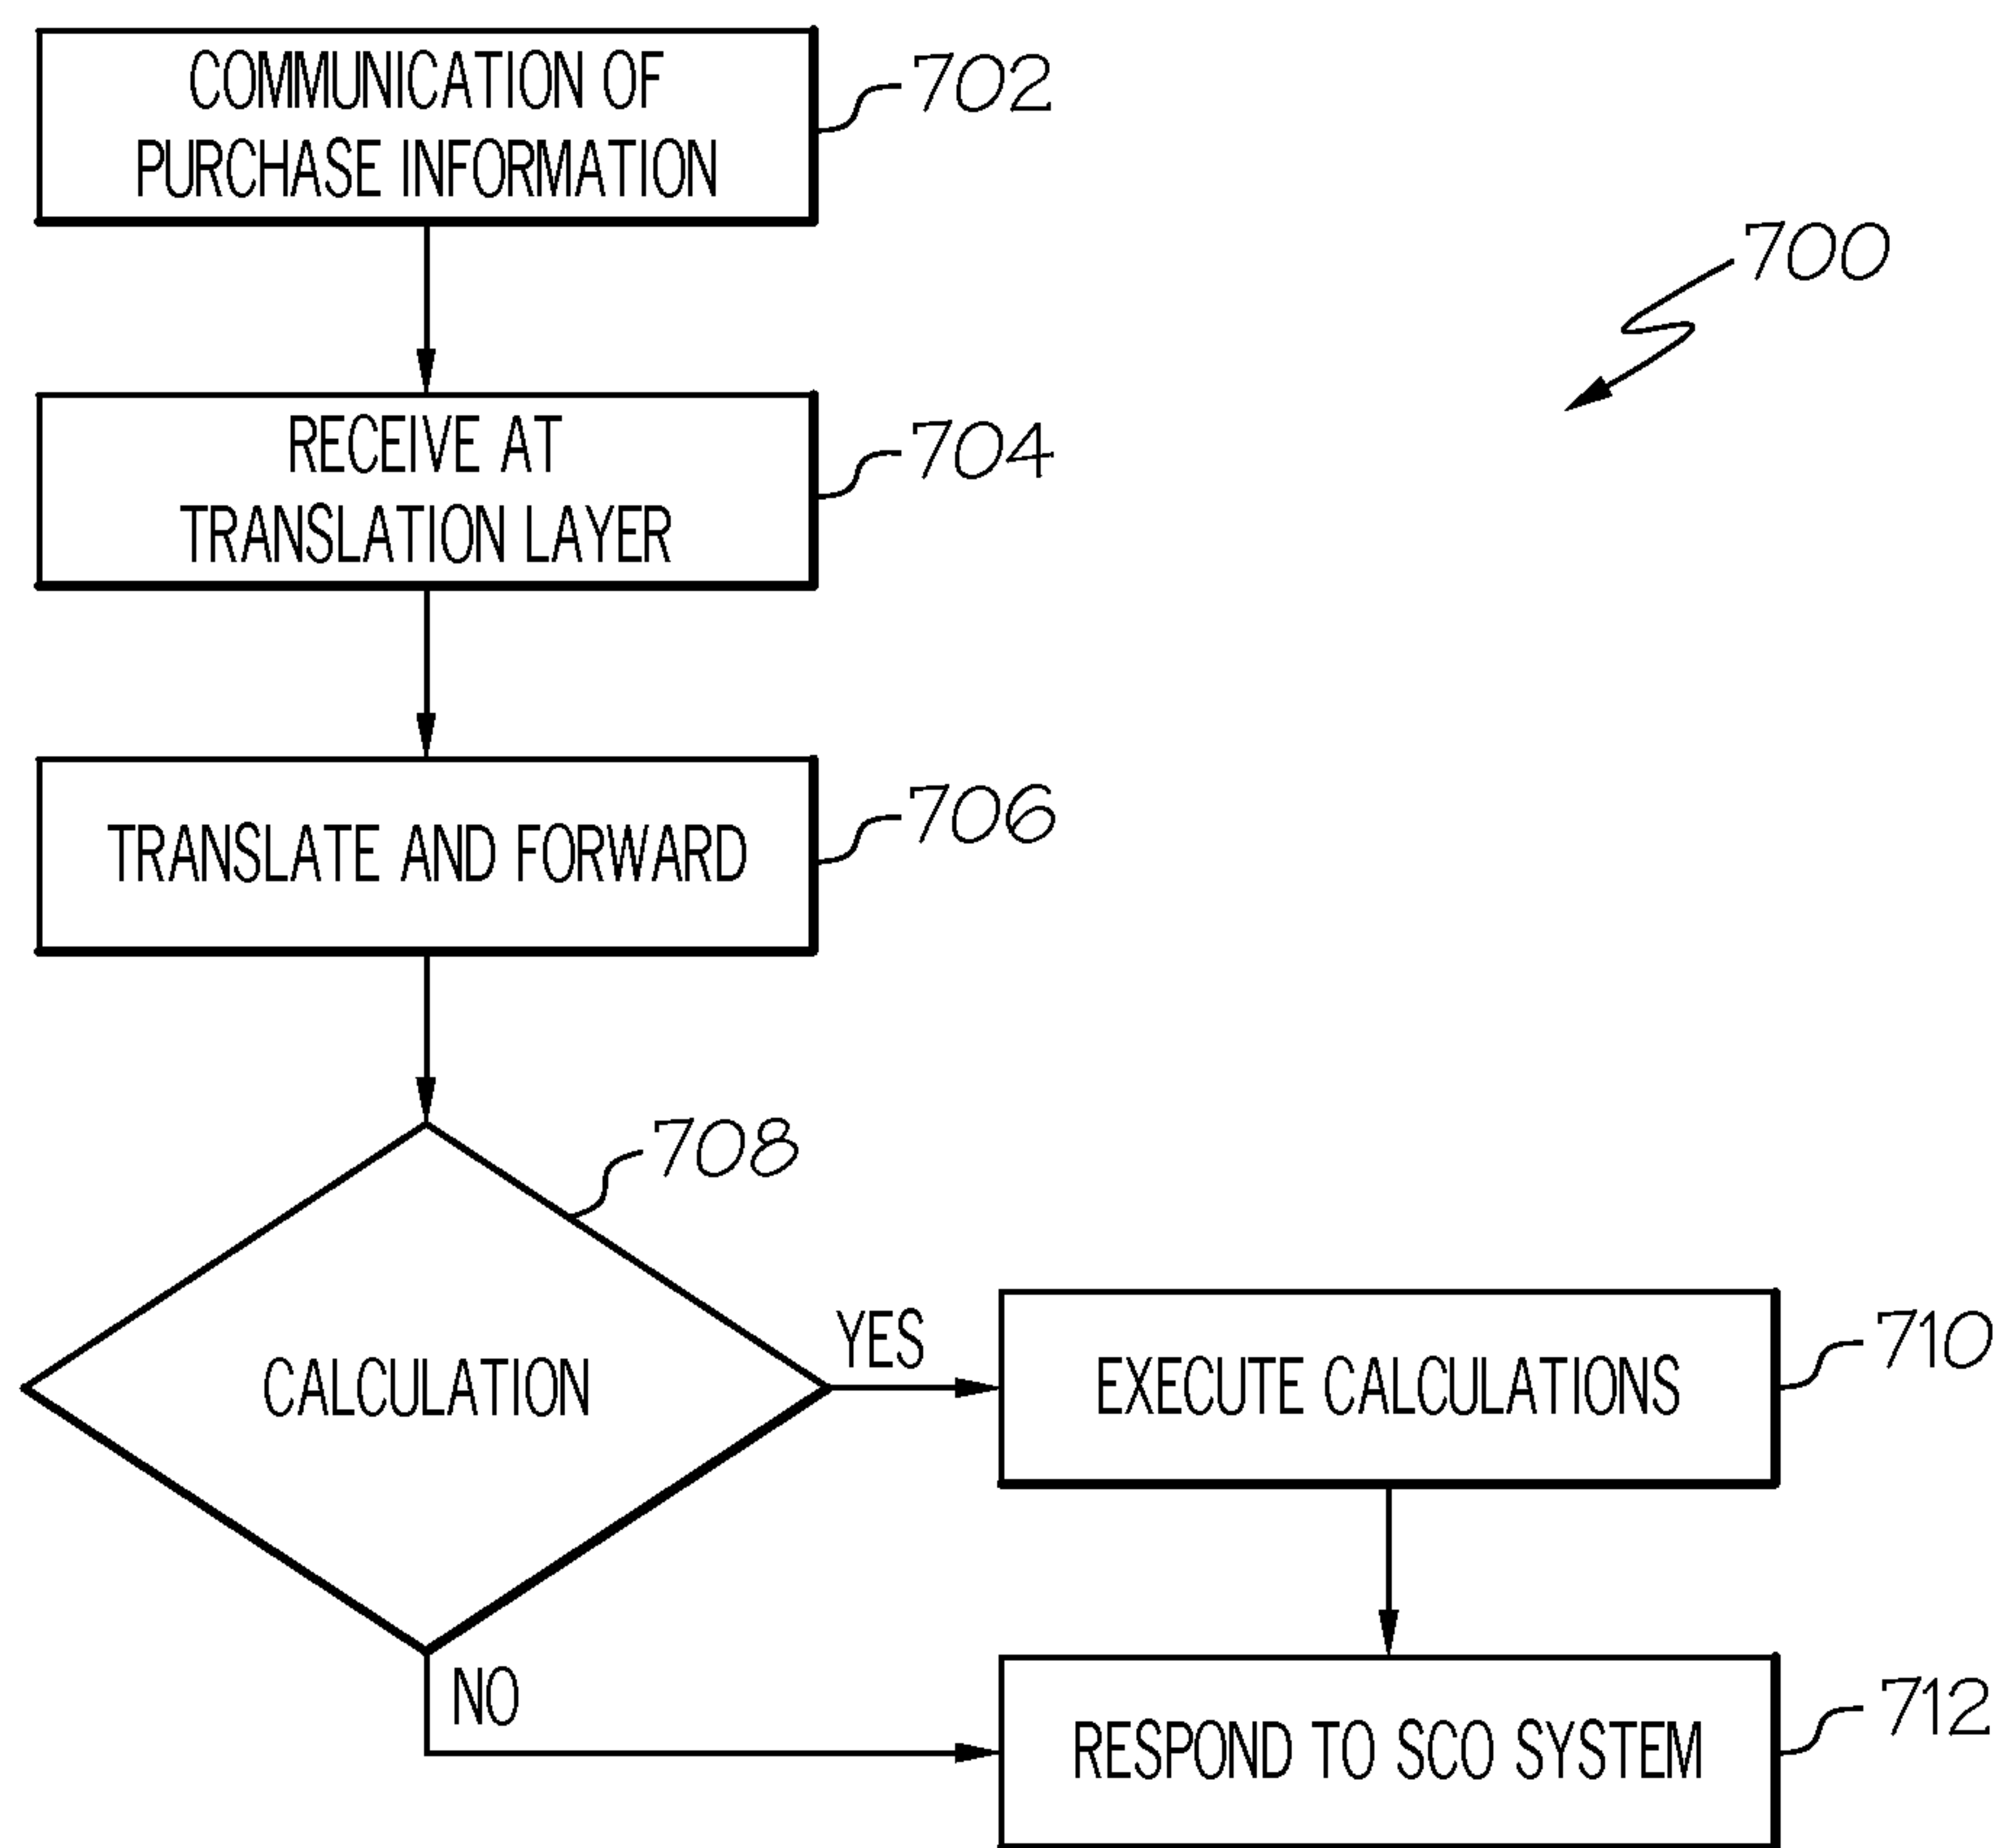 COMMUNICATION OF
PURCHASE INFORMATION
702
700
RECEIVE AT
TRANSLATION LAYER
704
TRANSLATE AND FORWARD
706
708
CALCULATION
YES
EXECUTE CALCULATIONS
710
NO
RESPOND TO SCO SYSTEM
712